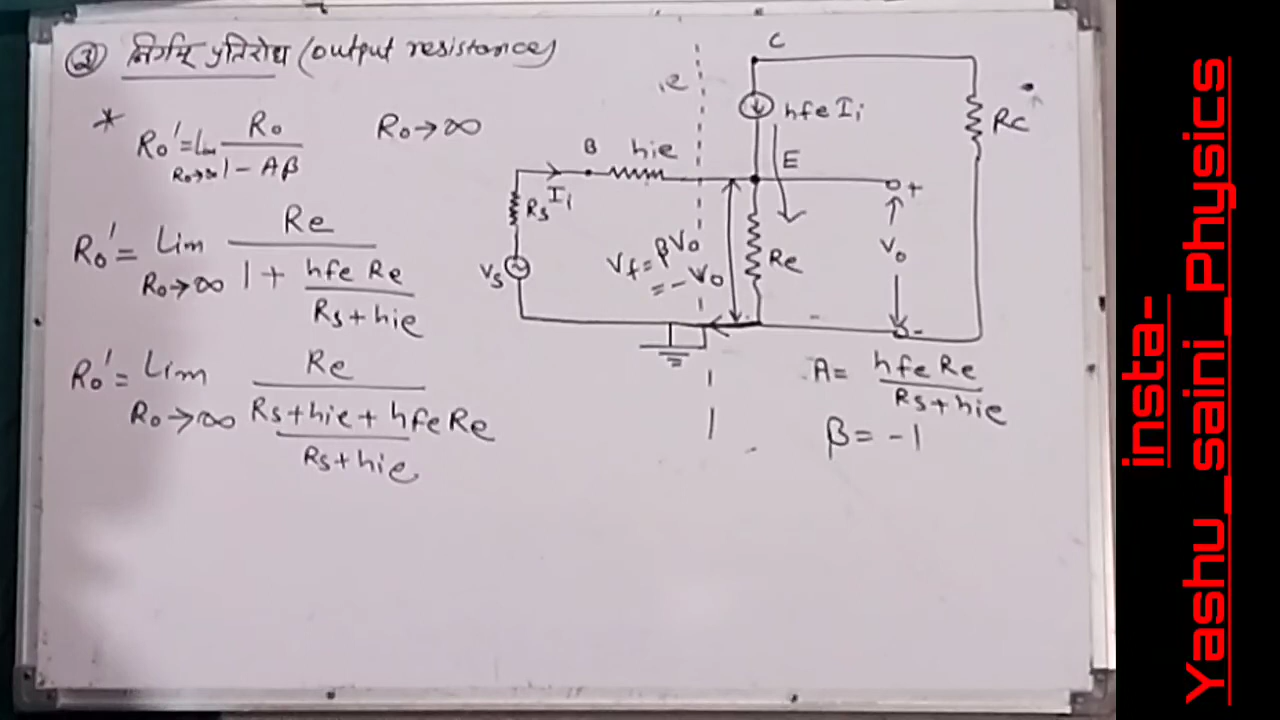 ② निर्गत प्रतिरोध (output resistance)
* Ro' = Lim Ro→∞ Ro / 1 - Aβ
Ro → ∞
Ro' = Lim Ro→∞ Re / 1 + hfe Re / Rs + hie
Ro' = Lim Ro→∞ Re / Rs + hie + hfe Re / Rs + hie
C
hfe Ii
Rc
B hie
E
Ii
Rs
Vs
Vf = βVo
= -Vo
Re
+
Vo
-
A = hfe Re / Rs + hie
β = -1
insta-
Yashu_saini_Physics